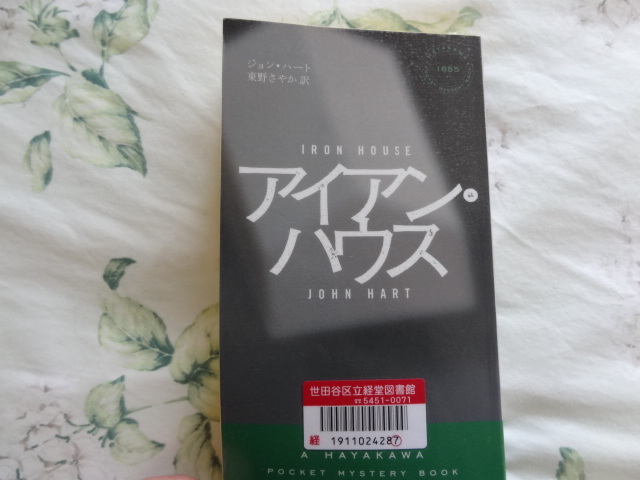 ジョン・ハート
東野さやか 訳
1855
IRON HOUSE
アイアン・
ハウス
JOHN HART
世田谷区立経堂図書館
☎5451-0071
経 1911024287
A HAYAKAWA
POCKET MYSTERY BOOK